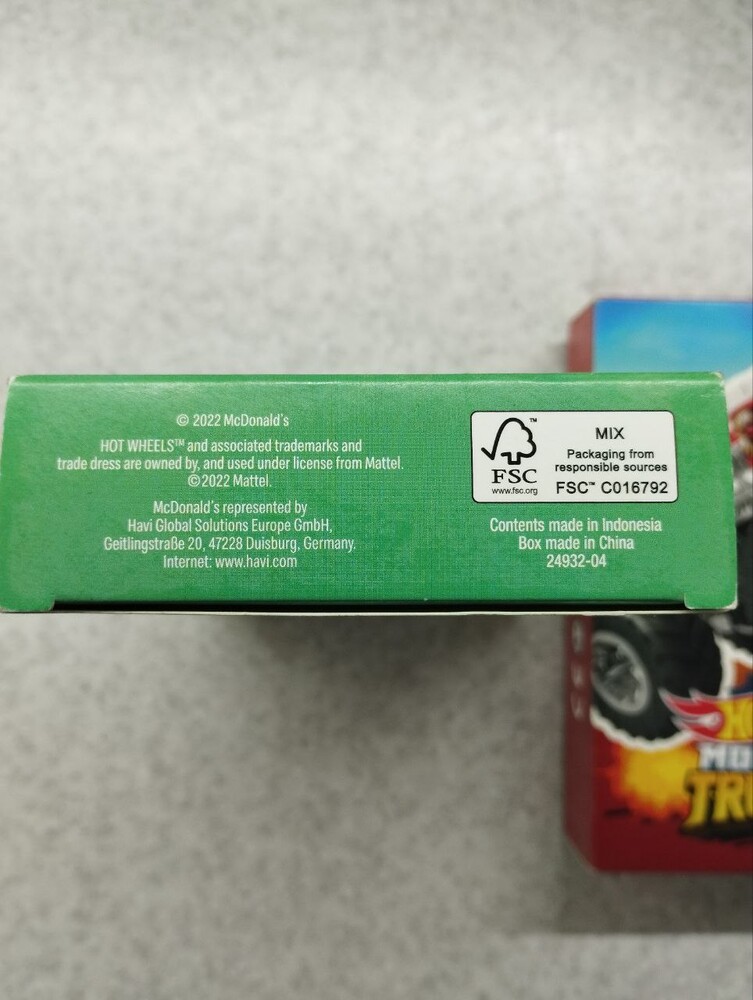 © 2022 McDonald's
HOT WHEELS™ and associated trademarks and
trade dress are owned by, and used under license from Mattel.
©2022 Mattel.
McDonald's represented by
Havi Global Solutions Europe GmbH,
Geitlingstraße 20, 47228 Duisburg, Germany.
Internet: www.havi.com
FSC™
www.fsc.org
MIX
Packaging from
responsible sources
FSC™ C016792
Contents made in Indonesia
Box made in China
24932-04